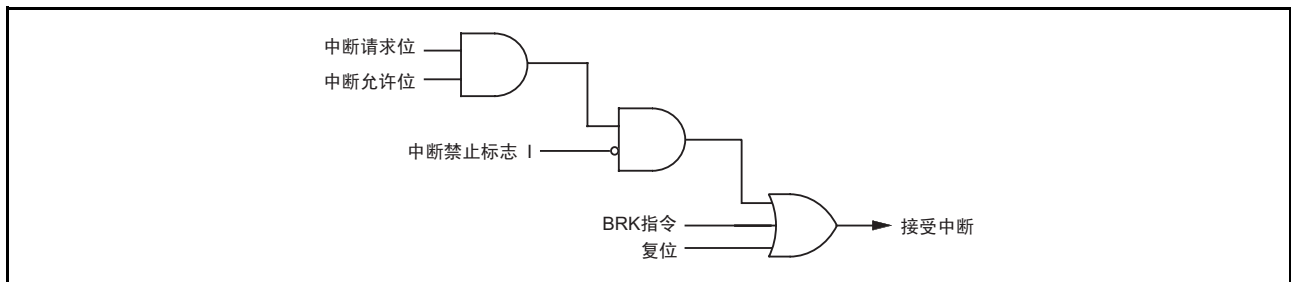 中断请求位
中断允许位
中断禁止标志 I
BRK指令
复位
接受中断